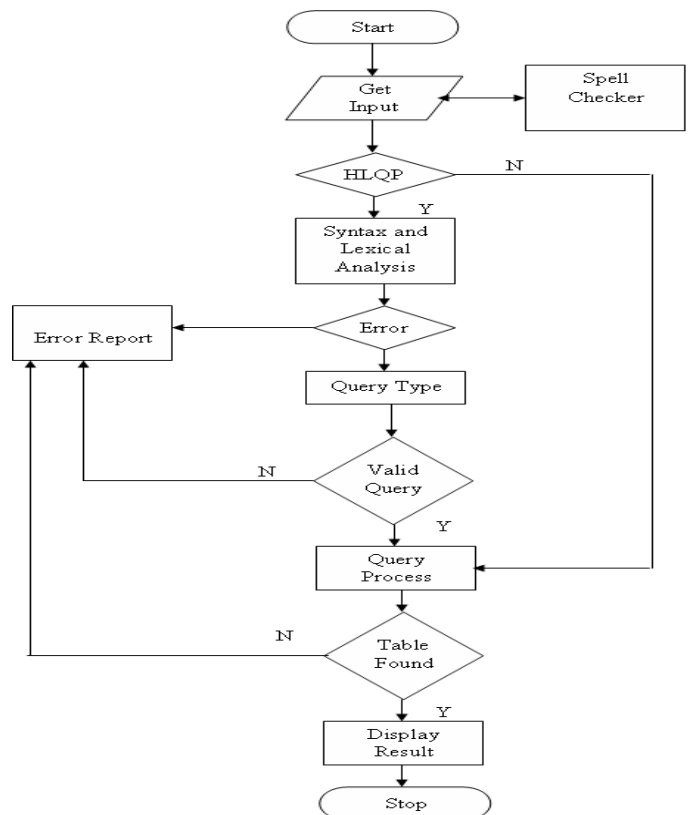 Start
Get
Input
Spell
Checker
HLQP
N
Y
Syntax and
Lexical
Analysis
Error
Error Report
Query Type
N
Valid
Query
Y
Query
Process
N
Table
Found
Y
Display
Result
Stop